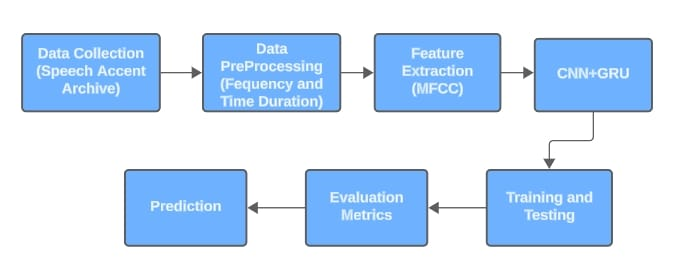 Data Collection
(Speech Accent
Archive)
Data
PreProcessing
(Fequency and
Time Duration)
Feature
Extraction
(MFCC)
CNN+GRU
Training and
Testing
Evaluation
Metrics
Prediction